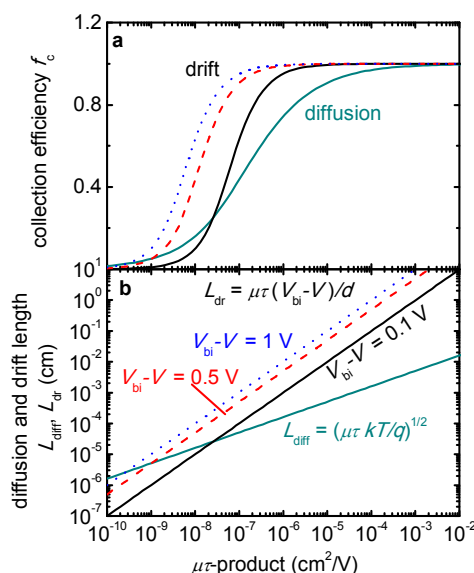 1.2
0.8
0.4
collection efficiency f_c
a
drift
diffusion
10¹
10⁰
10⁻¹
10⁻²
10⁻³
10⁻⁴
10⁻⁵
10⁻⁶
10⁻⁷
diffusion and drift length
L_diff, L_dr (cm)
b
L_dr = μτ (V_bi-V)/d
V_bi-V = 1 V
V_bi-V = 0.5 V
V_bi-V = 0.1 V
L_diff = (μτ kT/q)^1/2
10⁻¹⁰ 10⁻⁹ 10⁻⁸ 10⁻⁷ 10⁻⁶ 10⁻⁵ 10⁻⁴ 10⁻³ 10⁻²
μτ-product (cm²/V)